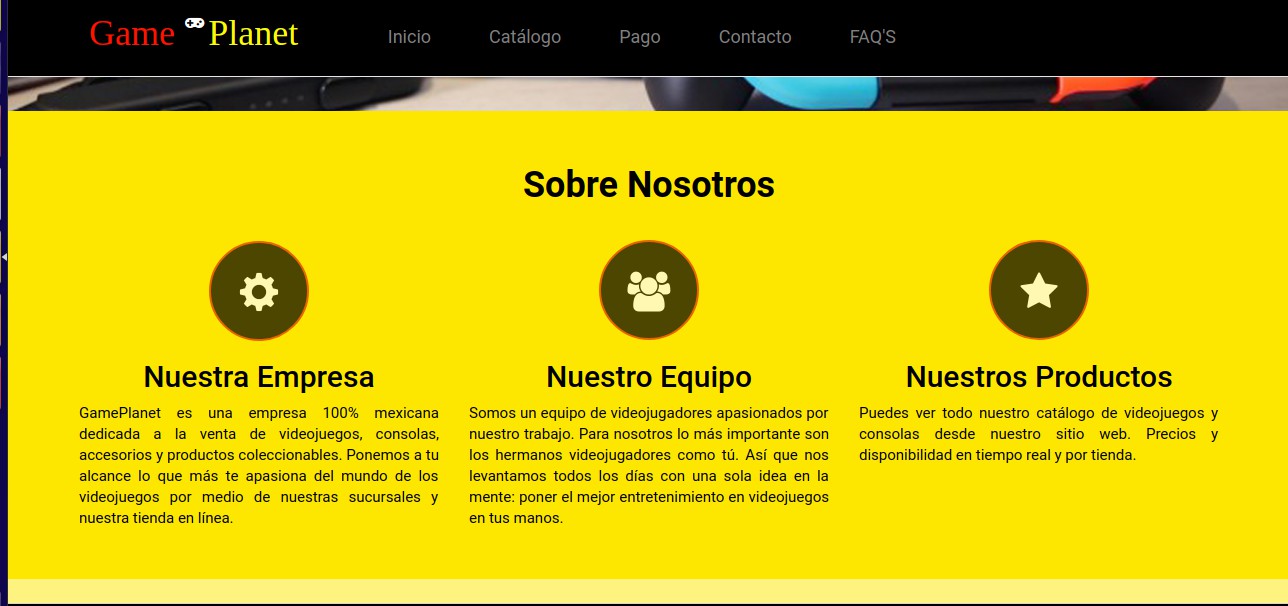 Game Planet
Inicio Catálogo Pago Contacto FAQ'S
Sobre Nosotros
Nuestra Empresa
GamePlanet es una empresa 100% mexicana
dedicada a la venta de videojuegos, consolas,
accesorios y productos coleccionables. Ponemos a tu
alcance lo que más te apasiona del mundo de los
videojuegos por medio de nuestras sucursales y
nuestra tienda en línea.
Nuestro Equipo
Somos un equipo de videojugadores apasionados por
nuestro trabajo. Para nosotros lo más importante son
los hermanos videojugadores como tú. Así que nos
levantamos todos los días con una sola idea en la
mente: poner el mejor entretenimiento en videojuegos
en tus manos.
Nuestros Productos
Puedes ver todo nuestro catálogo de videojuegos y
consolas desde nuestro sitio web. Precios y
disponibilidad en tiempo real y por tienda.